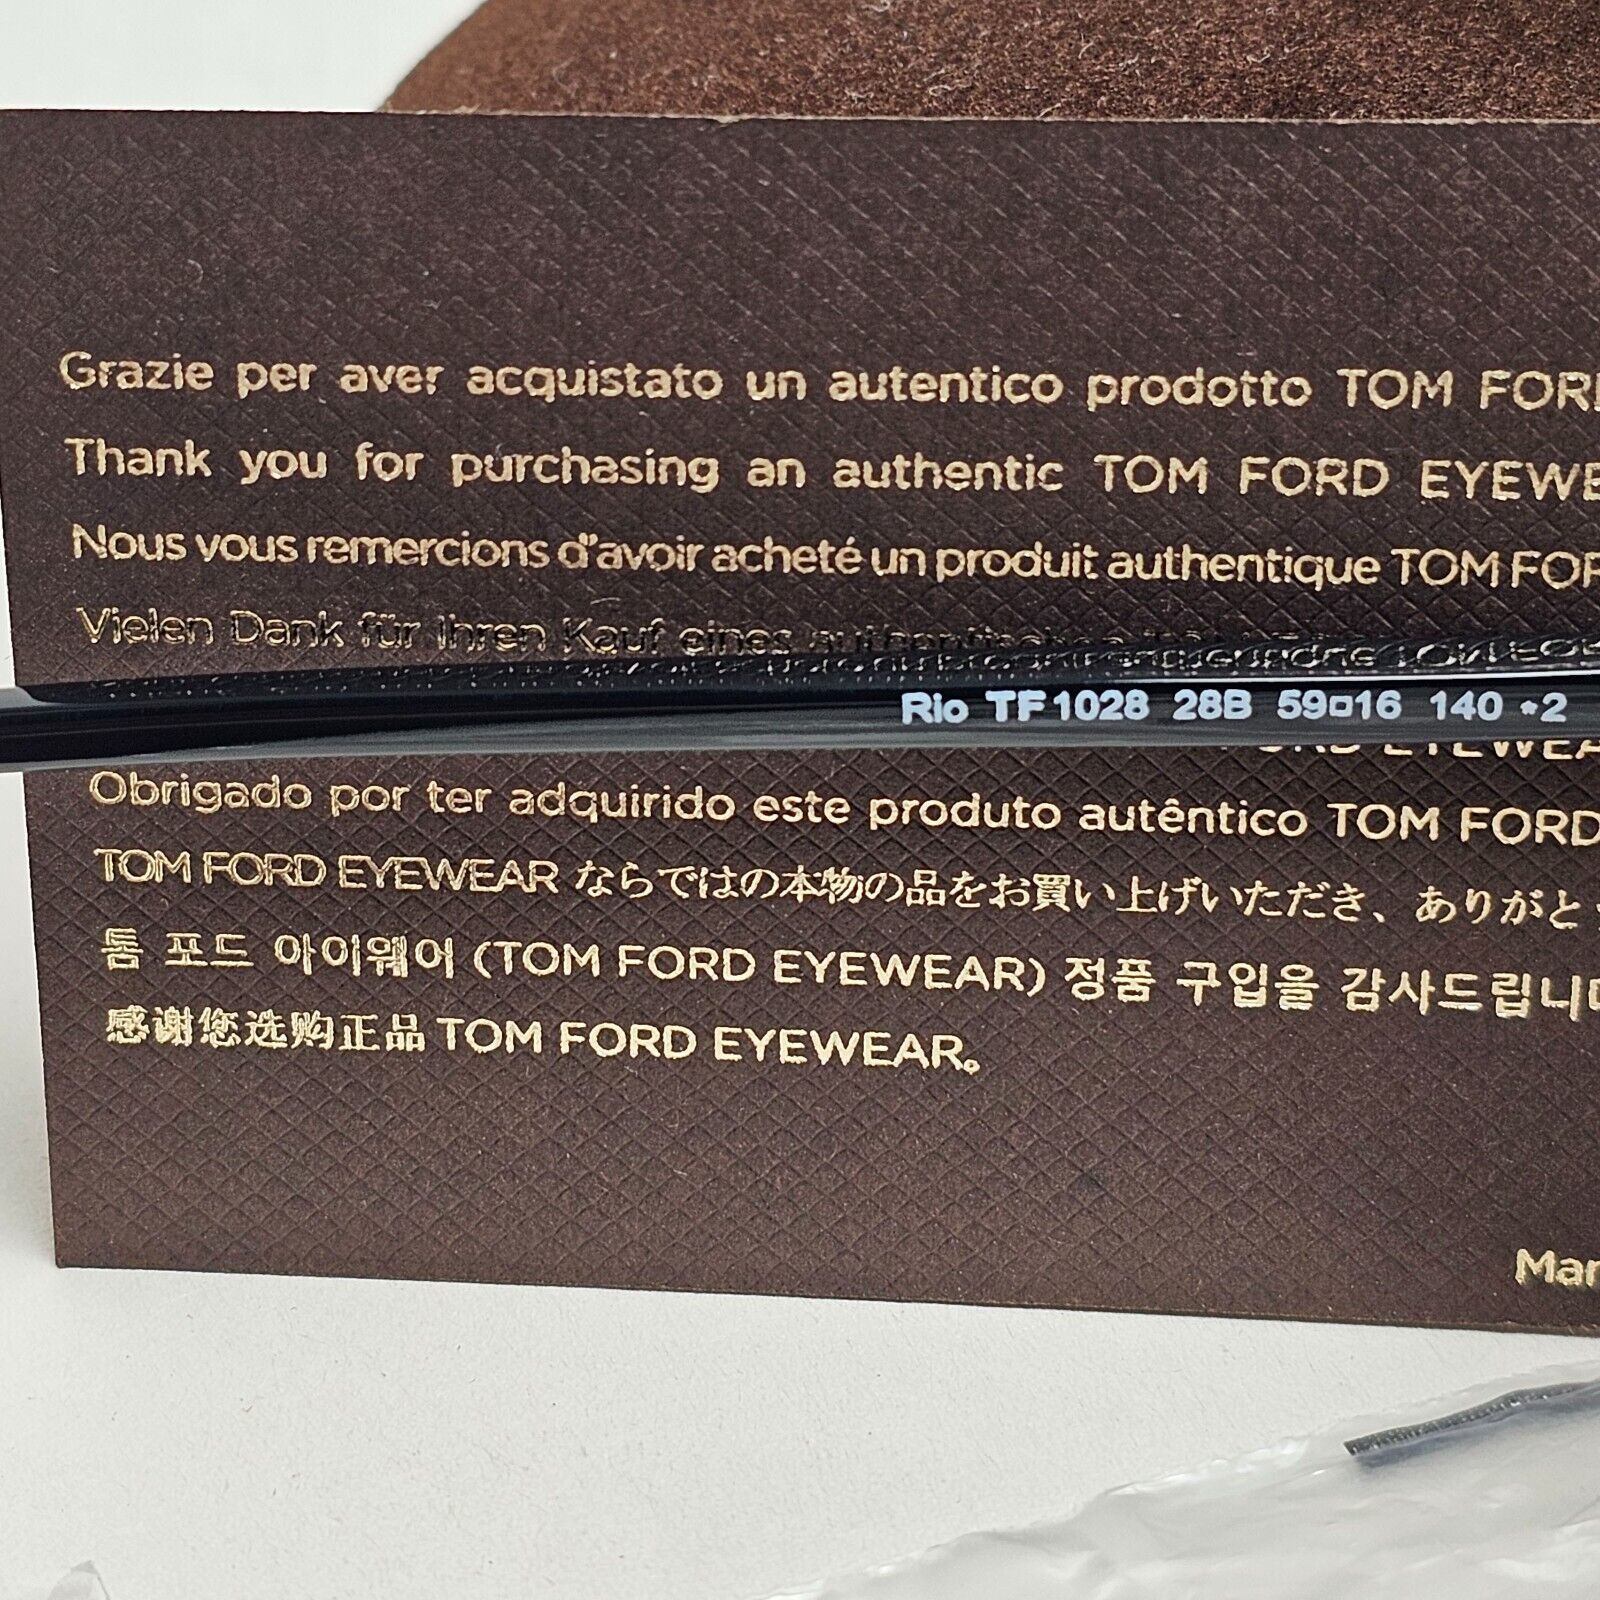 Grazie per aver acquistato un autentico prodotto TOM FORD
Thank you for purchasing an authentic TOM FORD EYEWE
Nous vous remercions d'avoir acheté un produit authentique TOM FOR
Vielen Dank für Ihren Kauf eines
Rio TF1028 28B 59□16 140 *2
FORD EYEWEA
Obrigado por ter adquirido este produto autêntico TOM FORD
TOM FORD EYEWEAR ならではの本物の品をお買い上げいただき、ありがと
톰 포드 아이웨어 (TOM FORD EYEWEAR) 정품 구입을 감사드립니다
感谢您选购正品 TOM FORD EYEWEAR。
Mar